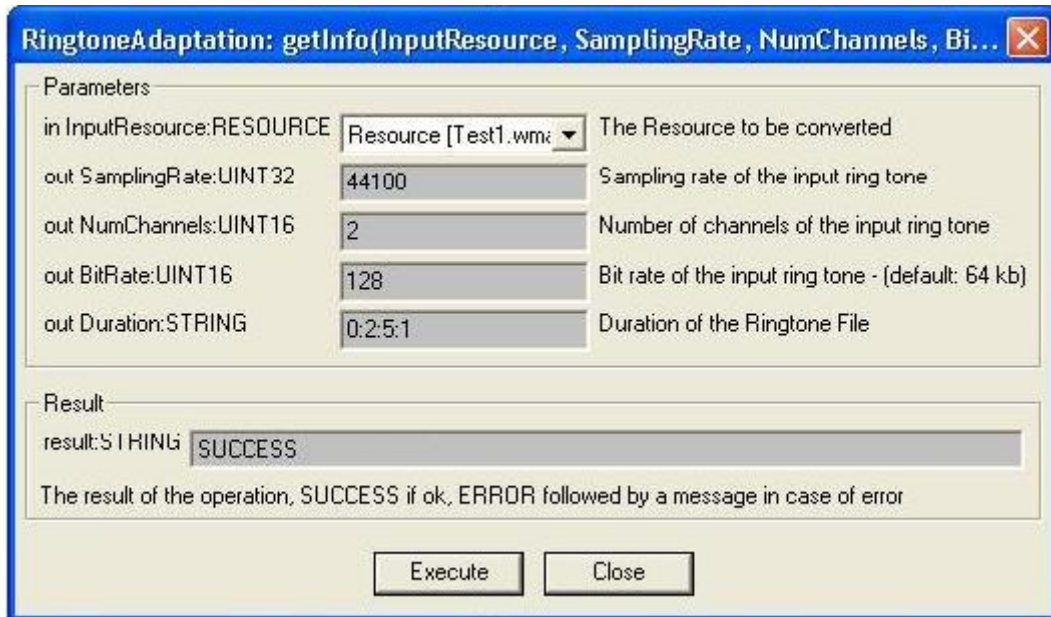 RingtoneAdaptation: getInfo(InputResource, SamplingRate, NumChannels, Bi...
Parameters
in InputResource:RESOURCE Resource [Test1.wma The Resource to be converted
out SamplingRate:UINT32 44100 Sampling rate of the input ring tone
out NumChannels:UINT16 2 Number of channels of the input ring tone
out BitRate:UINT16 128 Bit rate of the input ring tone - (default: 64 kb)
out Duration:STRING 0:2:5:1 Duration of the Ringtone File
Result
result:STRING SUCCESS
The result of the operation, SUCCESS if ok, ERROR followed by a message in case of error
Execute Close